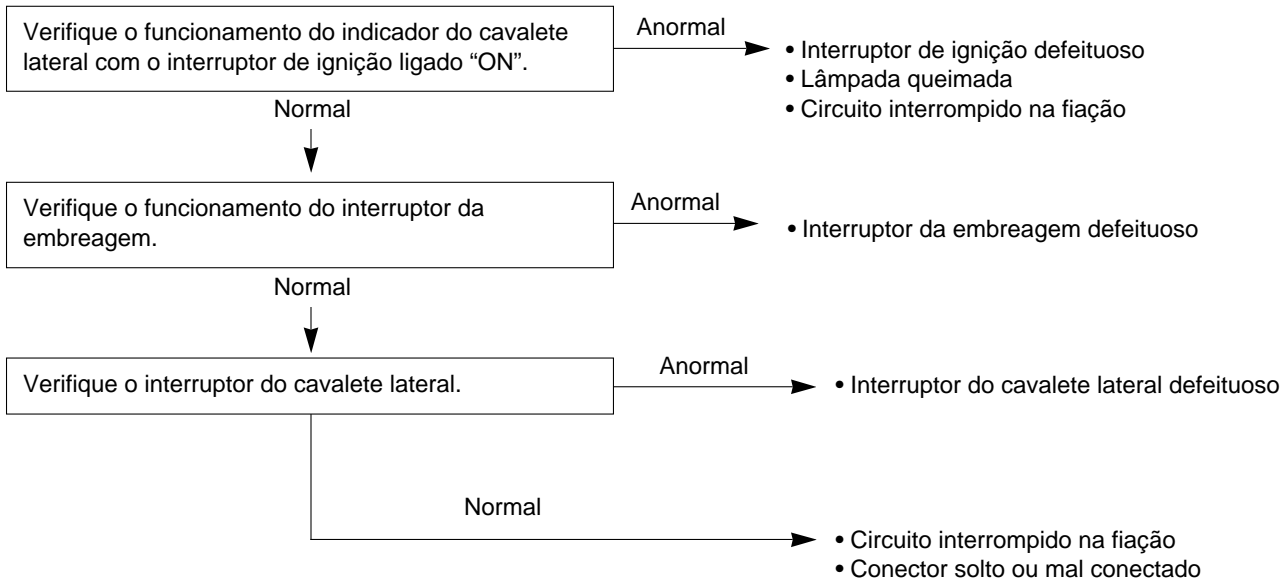 Verifique o funcionamento do indicador do cavalete
lateral com o interruptor de ignição ligado “ON”.
Anormal
• Interruptor de ignição defeituoso
• Lâmpada queimada
• Circuito interrompido na fiação
Normal
Verifique o funcionamento do interruptor da
embreagem.
Anormal
• Interruptor da embreagem defeituoso
Normal
Verifique o interruptor do cavalete lateral.
Anormal
• Interruptor do cavalete lateral defeituoso
Normal
• Circuito interrompido na fiação
• Conector solto ou mal conectado